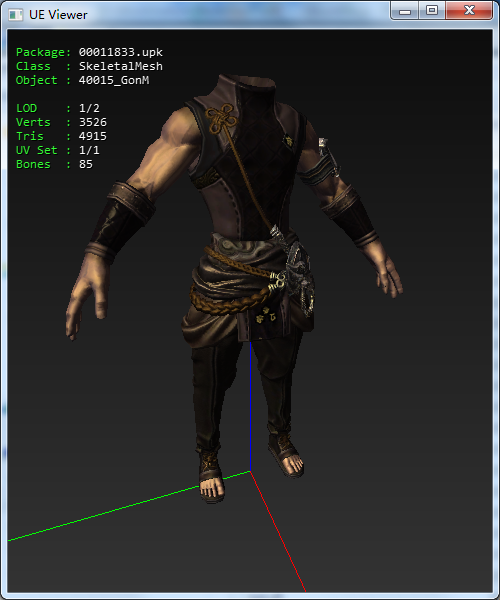 UE Viewer
Package: 00011833.upk
Class : SkeletalMesh
Object : 40015_GonM
LOD : 1/2
Verts : 3526
Tris : 4915
UV Set : 1/1
Bones : 85